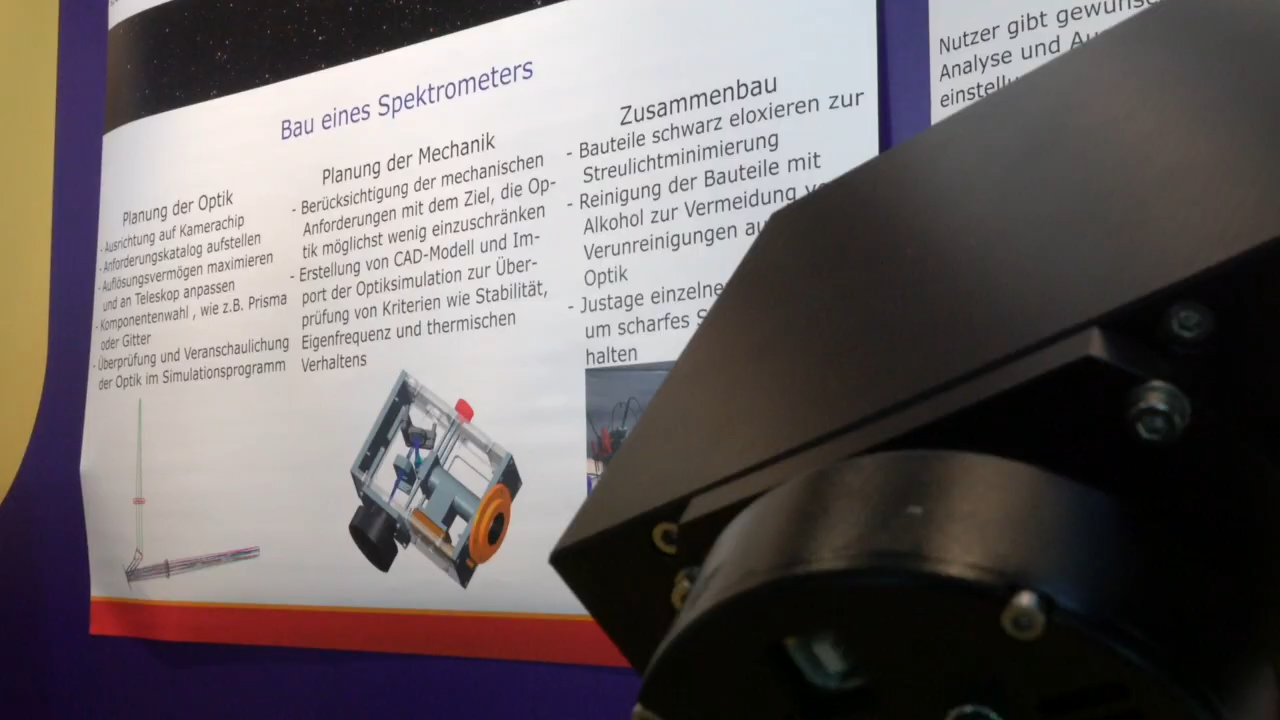 Bau eines Spektrometers
Planung der Optik
- Ausrichtung auf Kamerachip
- Anforderungskatalog aufstellen
- Auflösungsvermögen maximieren
und an Teleskop anpassen
- Komponentenwahl , wie z.B. Prisma
oder Gitter
- Überprüfung und Veranschaulichung
der Optik im Simulationsprogramm
Planung der Mechanik
- Berücksichtigung der mechanischen
Anforderungen mit dem Ziel, die Op-
tik möglichst wenig einzuschränken
- Erstellung von CAD-Modell und Im-
port der Optiksimulation zur Über-
prüfung von Kriterien wie Stabilität,
Eigenfrequenz und thermischen
Verhaltens
Zusammenbau
- Bauteile schwarz eloxieren zur
Streulichtminimierung
- Reinigung der Bauteile mit
Alkohol zur Vermeidung
Verunreinigungen
Optik
- Justage
um scharfes
halten
Nutzer gibt
Analyse und